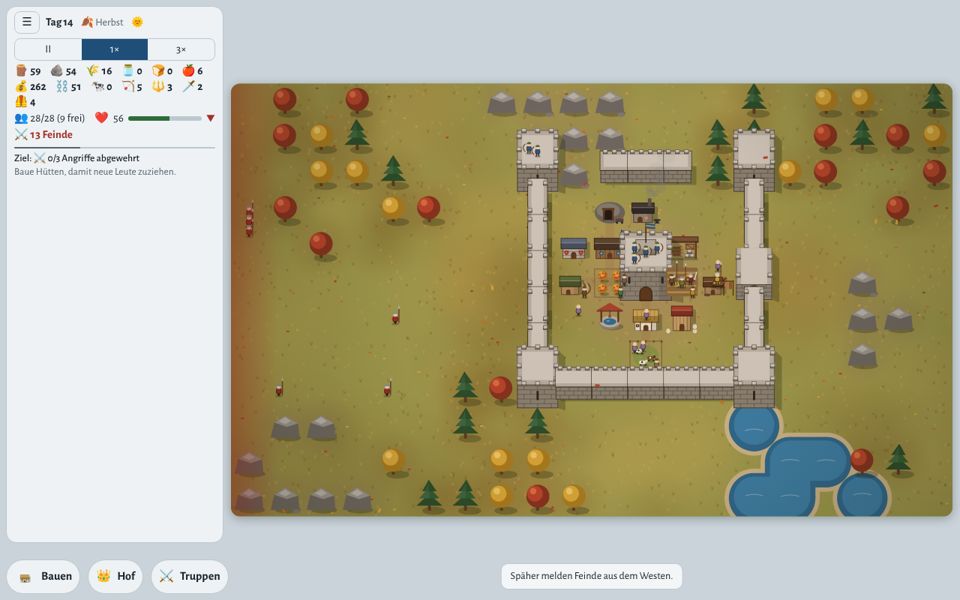 Tag 14 Herbst
II 1× 3×
59 54 16 0 0 6
262 51 0 5 3 2
4
28/28 (9 frei) 56
13 Feinde
Ziel: 0/3 Angriffe abgewehrt
Baue Hütten, damit neue Leute zuziehen.
Bauen Hof Truppen
Späher melden Feinde aus dem Westen.